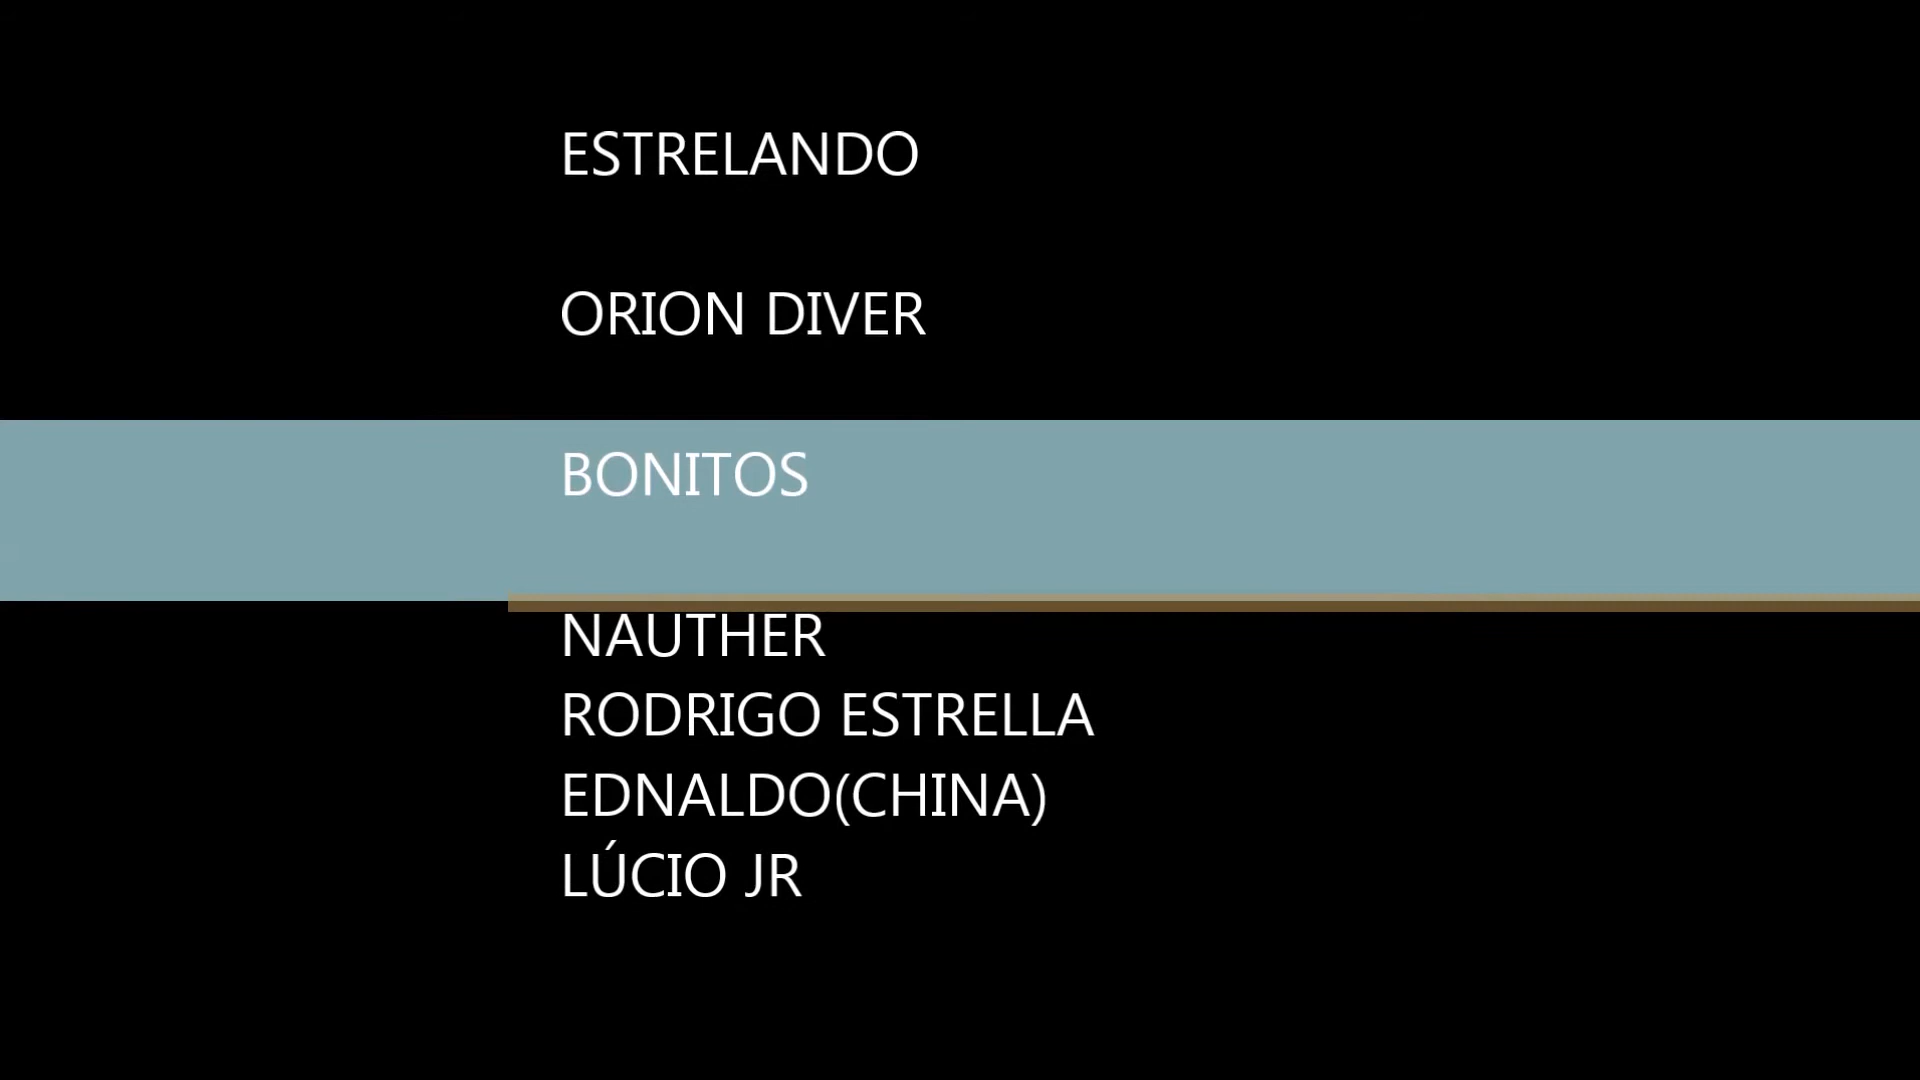 ESTRELANDO
ORION DIVER
BONITOS
NAUTHER
RODRIGO ESTRELLA
EDNALDO(CHINA)
LÚCIO JR